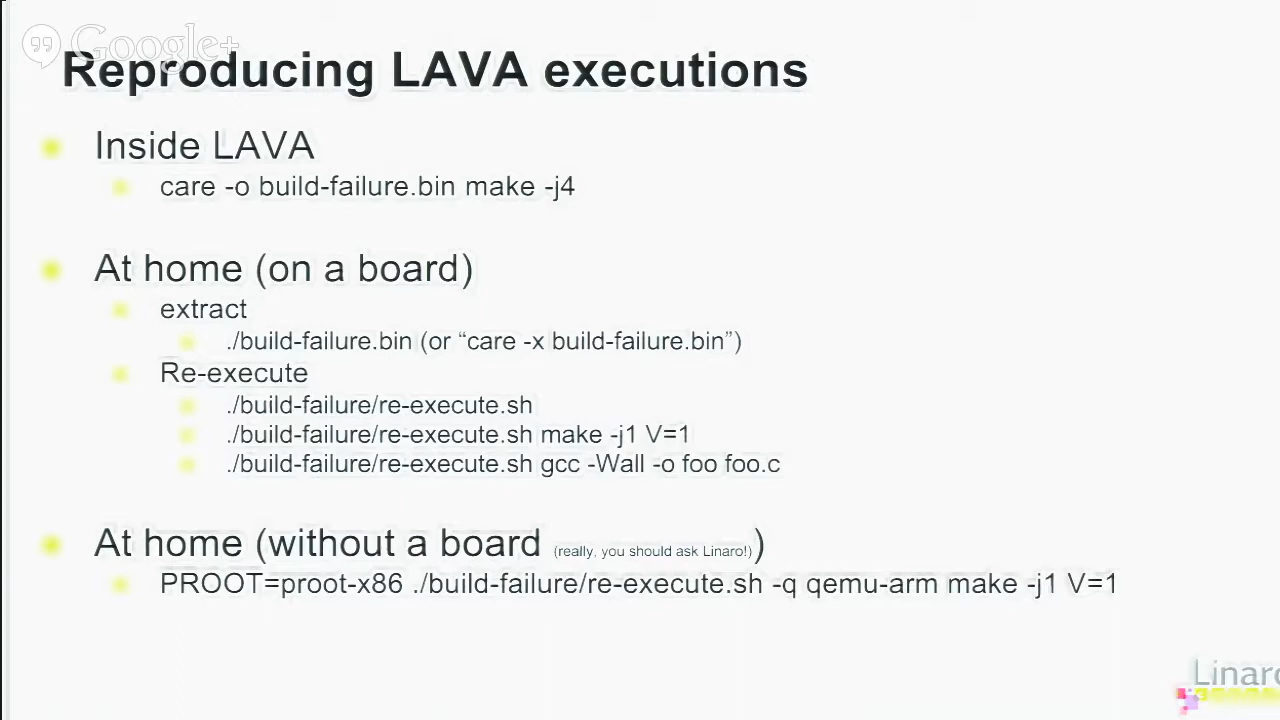 Google+
Reproducing LAVA executions
Inside LAVA
care -o build-failure.bin make -j4
At home (on a board)
extract
./build-failure.bin (or “care -x build-failure.bin”)
Re-execute
./build-failure/re-execute.sh
./build-failure/re-execute.sh make -j1 V=1
./build-failure/re-execute.sh gcc -Wall -o foo foo.c
At home (without a board (really, you should ask Linaro!))
PROOT=proot-x86 ./build-failure/re-execute.sh -q qemu-arm make -j1 V=1
Linaro